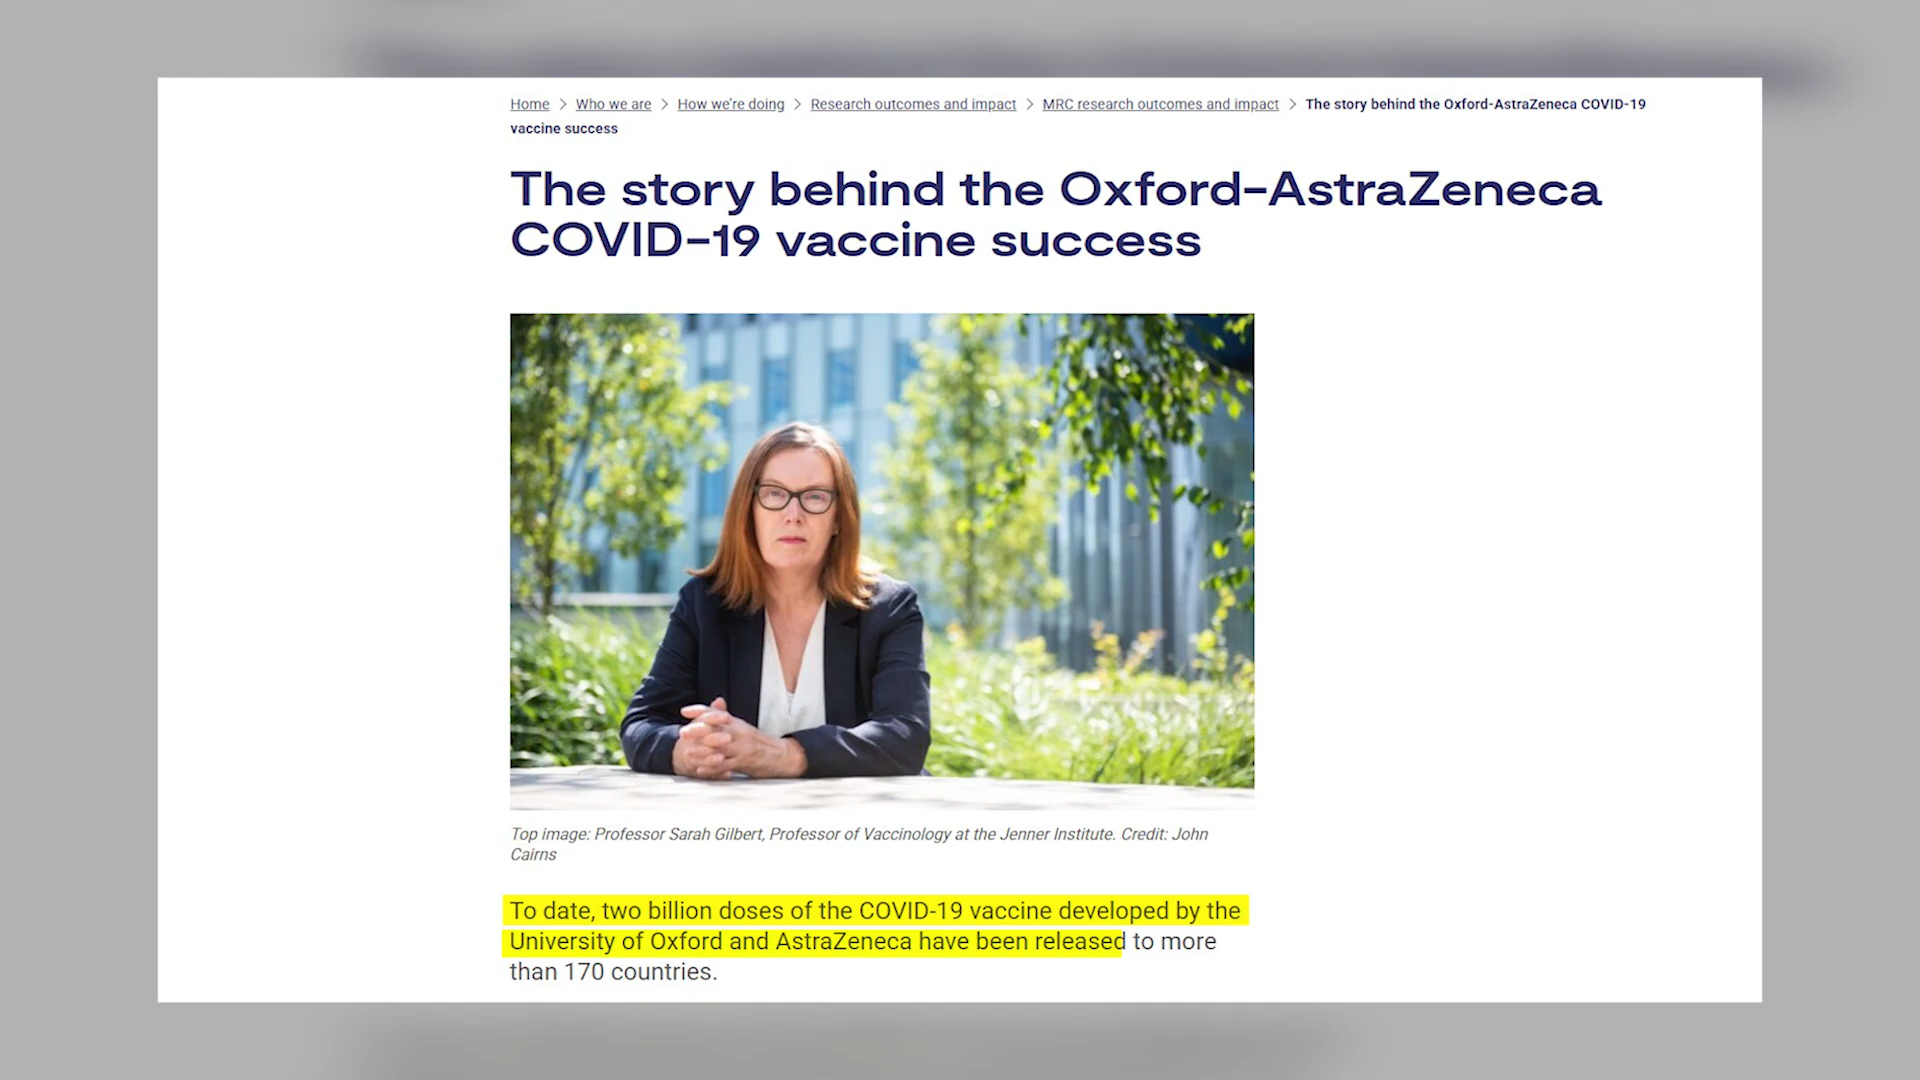 Home > Who we are > How we're doing > Research outcomes and impact > MRC research outcomes and impact > The story behind the Oxford-AstraZeneca COVID-19
vaccine success
The story behind the Oxford-AstraZeneca
COVID-19 vaccine success
Top image: Professor Sarah Gilbert, Professor of Vaccinology at the Jenner Institute. Credit: John
Cairns
To date, two billion doses of the COVID-19 vaccine developed by the
University of Oxford and AstraZeneca have been released to more
than 170 countries.